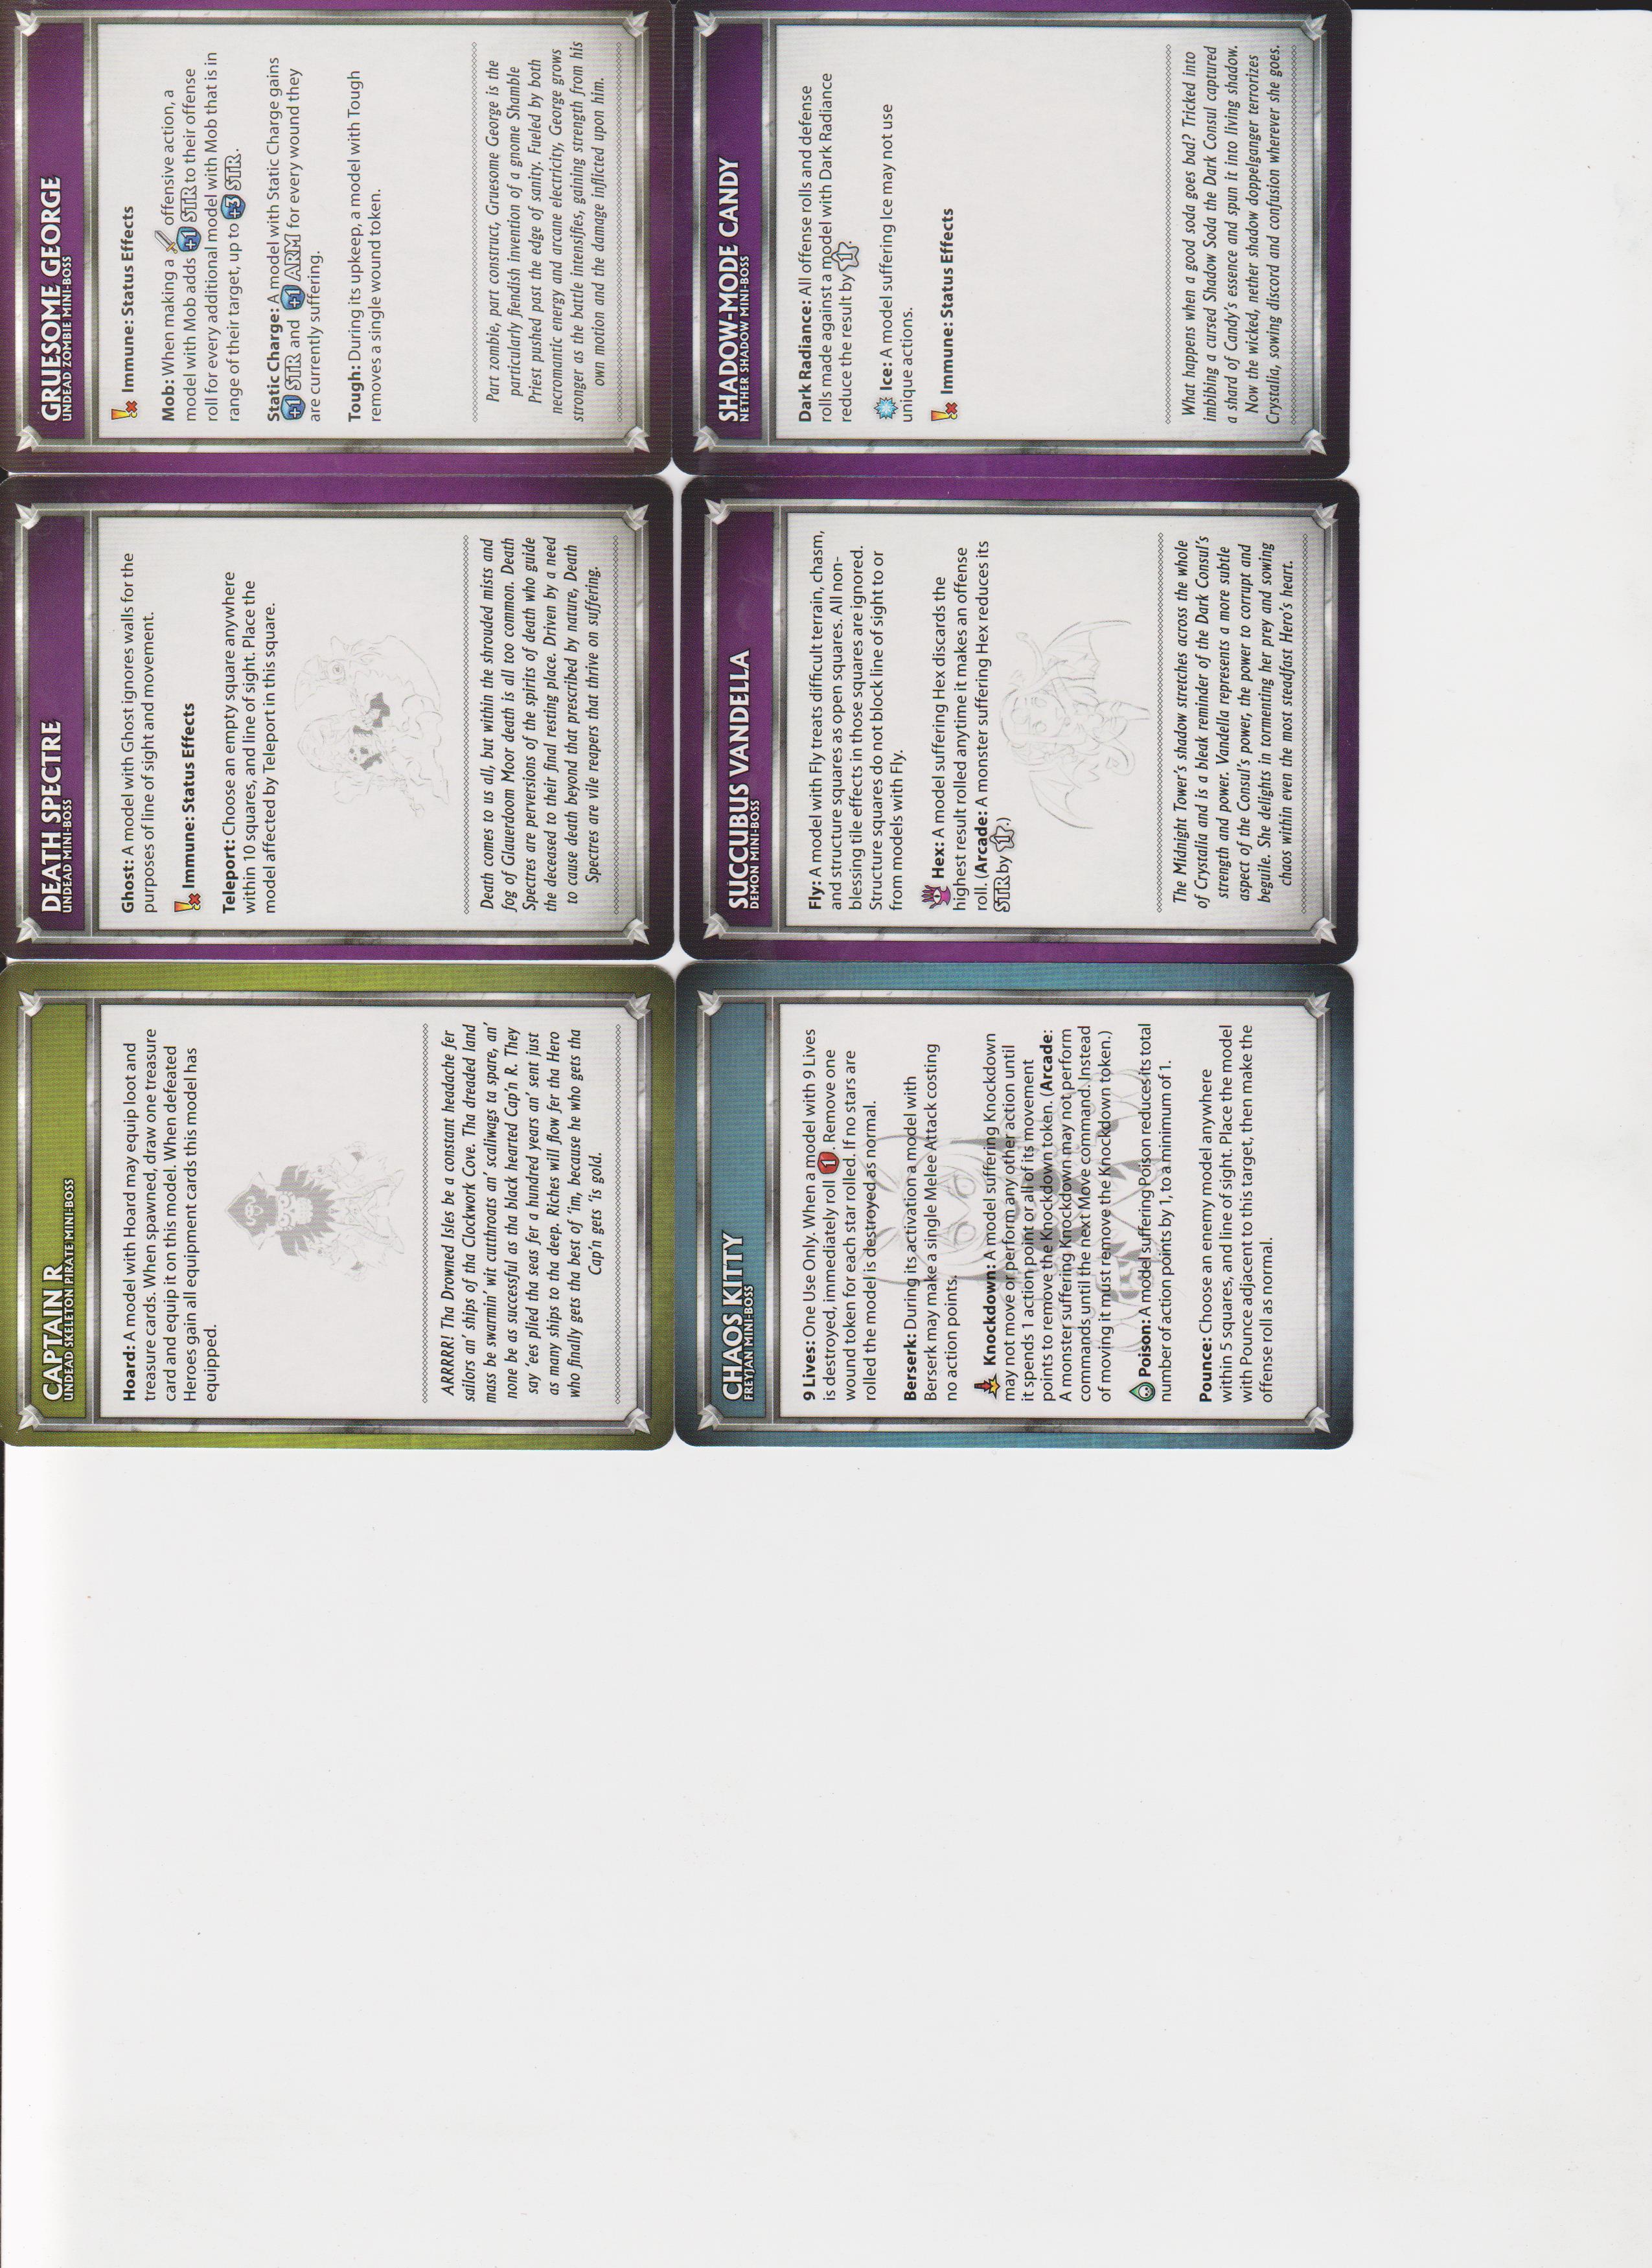 CAPTAIN R
UNDEAD SKELETON PIRATE MINI-BOSS
Hoard: A model with Hoard may equip loot and
treasure cards. When spawned, draw one treasure
card and equip it on this model. When defeated
Heroes gain all equipment cards this model has
equipped.
ARRRR! Tha Drowned Isles be a constant headache fer
sailors an' ships of tha Clockwork Cove. Tha dreaded land
mass be swarmin' wit cutthroats an' scaliwags ta spare, an'
none be as successful as tha black hearted Cap'n R. They
say 'ees plied tha seas fer a hundred years an' sent just
as many ships to tha deep. Riches will flow fer tha Hero
who finally gets tha best of 'im, because he who gets tha
Cap'n gets 'is gold.
DEATH SPECTRE
UNDEAD MINI-BOSS
Ghost: A model with Ghost ignores walls for the
purposes of line of sight and movement.
Immune: Status Effects
Teleport: Choose an empty square anywhere
within 10 squares, and line of sight. Place the
model affected by Teleport in this square.
Death comes to us all, but within the shrouded mists and
fog of Glauerdoom Moor death is all too common. Death
Spectres are perversions of the spirits of death who guide
the deceased to their final resting place. Driven by a need
to cause death beyond that prescribed by nature, Death
Spectres are vile reapers that thrive on suffering.
GRUESOME GEORGE
UNDEAD ZOMBIE MINI-BOSS
Immune: Status Effects
Mob: When making a offensive action, a
model with Mob adds +1 STR to their offense
roll for every additional model with Mob that is in
range of their target, up to +3 STR.
Static Charge: A model with Static Charge gains
+1 STR and +1 ARM for every wound they
are currently suffering.
Tough: During its upkeep, a model with Tough
removes a single wound token.
Part zombie, part construct, Gruesome George is the
particularly fiendish invention of a gnome Shamble
Priest pushed past the edge of sanity. Fueled by both
necromantic energy and arcane electricity, George grows
stronger as the battle intensifies, gaining strength from his
own motion and the damage inflicted upon him.
CHAOS KITTY
FREYJAN MINI-BOSS
9 Lives: One Use Only. When a model with 9 Lives
is destroyed, immediately roll 1. Remove one
wound token for each star rolled. If no stars are
rolled the model is destroyed as normal.
Berserk: During its activation a model with
Berserk may make a single Melee Attack costing
no action points.
Knockdown: A model suffering Knockdown
may not move or perform any other action until
it spends 1 action point or all of its movement
points to remove the Knockdown token. (Arcade:
A monster suffering Knockdown may not perform
commands until the next Move command. Instead
of moving it must remove the Knockdown token.)
Poison: A model suffering Poison reduces its total
number of action points by 1, to a minimum of 1.
Pounce: Choose an enemy model anywhere
within 5 squares, and line of sight. Place the model
with Pounce adjacent to this target, then make the
offense roll as normal.
SUCCUBUS VANDELLA
DEMON MINI-BOSS
Fly: A model with Fly treats difficult terrain, chasm,
and structure squares as open squares. All non-
blessing tile effects in those squares are ignored.
Structure squares do not block line of sight to or
from models with Fly.
Hex: A model suffering Hex discards the
highest result rolled anytime it makes an offense
roll. (Arcade: A monster suffering Hex reduces its
STR by 1.)
The Midnight Tower's shadow stretches across the whole
of Crystalia and is a bleak reminder of the Dark Consul's
strength and power. Vandella represents a more subtle
aspect of the Consul's power, the power to corrupt and
beguile. She delights in tormenting her prey and sowing
chaos within even the most steadfast Hero's heart.
SHADOW-MODE CANDY
NETHER SHADOW MINI-BOSS
Dark Radiance: All offense rolls and defense
rolls made against a model with Dark Radiance
reduce the result by 1.
Ice: A model suffering Ice may not use
unique actions.
Immune: Status Effects
What happens when a good soda goes bad? Tricked into
imbibing a cursed Shadow Soda the Dark Consul captured
a shard of Candy's essence and spun it into living shadow.
Now the wicked, nether shadow doppelganger terrorizes
Crystalia, sowing discord and confusion wherever she goes.